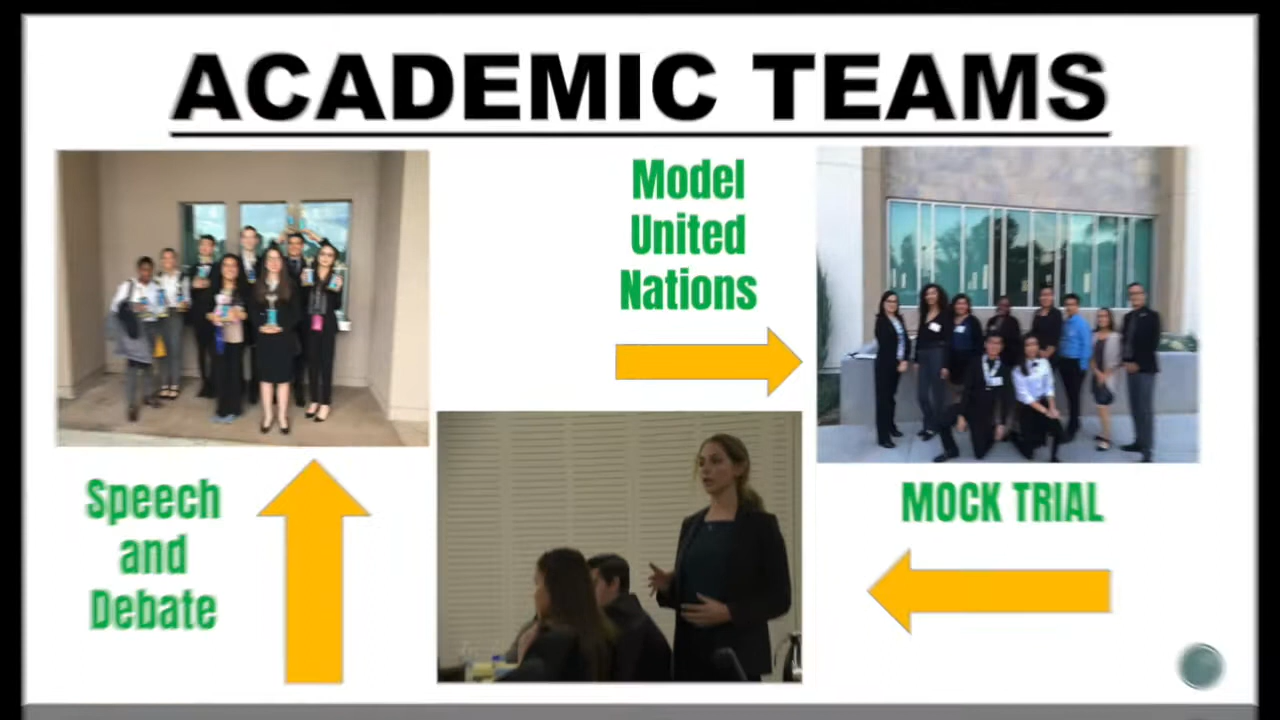 ACADEMIC TEAMS
Model
United
Nations
Speech
and
Debate
MOCK TRIAL